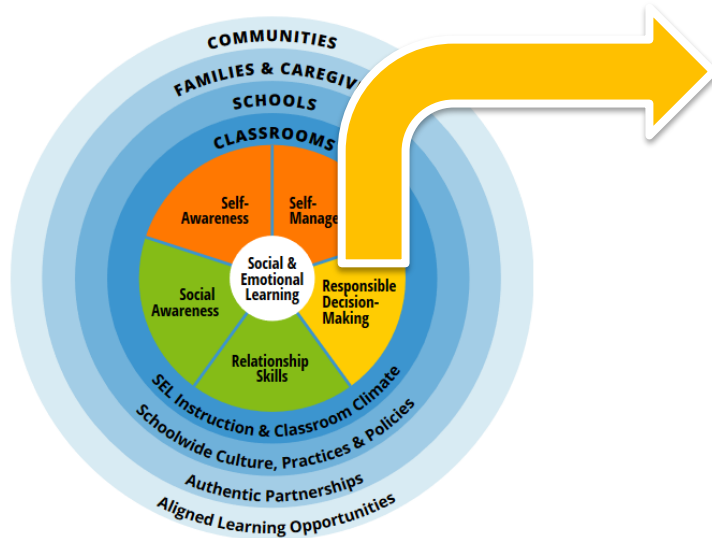 COMMUNITIES
FAMILIES & CAREGIV
SCHOOLS
CLASSROOMS
Self-
Awareness
Self-
Manage
Social &
Emotional
Learning
Social
Awareness
Responsible
Decision-
Making
Relationship
Skills
SEL Instruction & Classroom Climate
Schoolwide Culture, Practices & Policies
Authentic Partnerships
Aligned Learning Opportunities